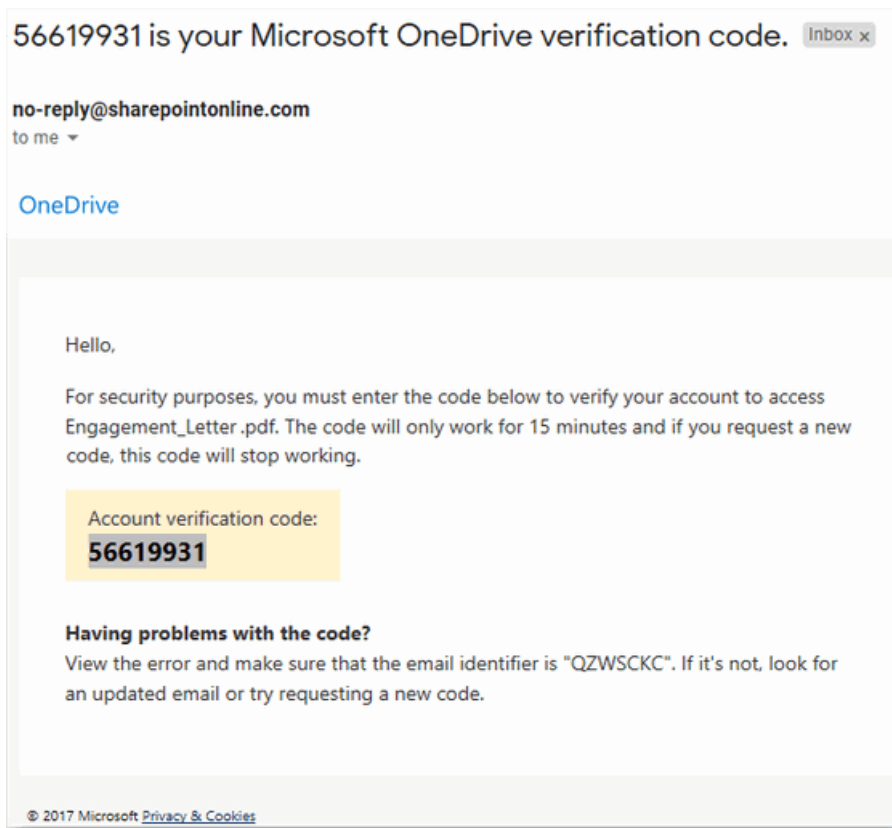 56619931 is your Microsoft OneDrive verification code. Inbox x
no-reply@sharepointonline.com
to me
OneDrive
Hello,
For security purposes, you must enter the code below to verify your account to access
Engagement_Letter .pdf. The code will only work for 15 minutes and if you request a new
code, this code will stop working.
Account verification code:
56619931
Having problems with the code?
View the error and make sure that the email identifier is "QZWSCKC". If it's not, look for
an updated email or try requesting a new code.
© 2017 Microsoft Privacy & Cookies